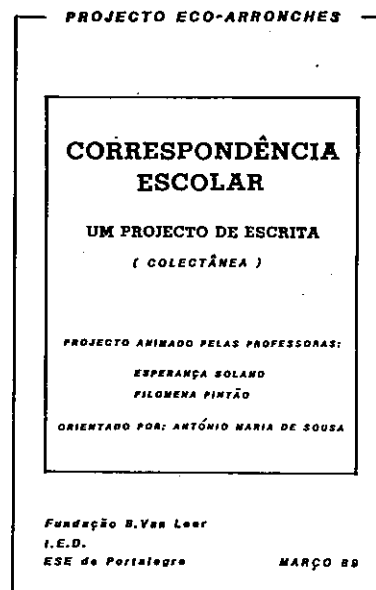 PROJECTO ECO-ARRONCHES
CORRESPONDÊNCIA
ESCOLAR
UM PROJECTO DE ESCRITA
( COLECTÂNEA )
PROJECTO ANIMADO PELAS PROFESSORAS:
ESPERANÇA SOLANO
FILOMENA PINTÃO
ORIENTADO POR: ANTÓNIO MARIA DE SOUSA
Fundação B.Van Leer
I.E.D.
ESE de Portalegre MARÇO 89